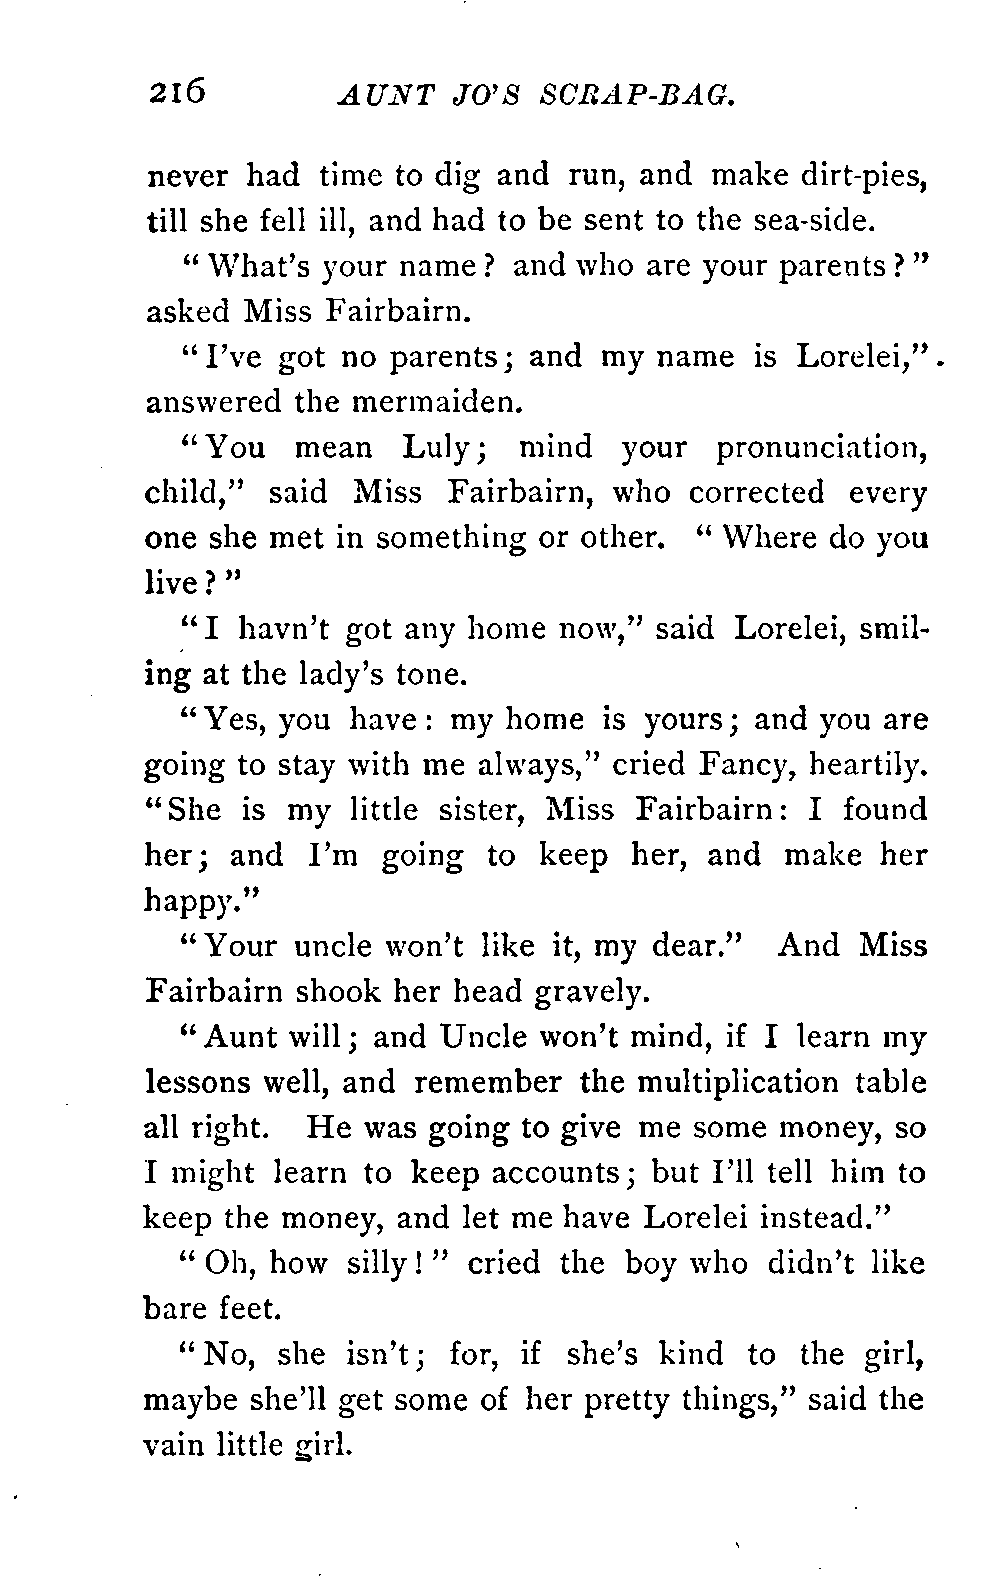 216 AUNT JO'S SCRAP-BAG.
never had time to dig and run, and make dirt-pies,
till she fell ill, and had to be sent to the sea-side.
“What's your name? and who are your parents?”
asked Miss Fairbairn.
“I've got no parents; and my name is Lorelei,”.
answered the mermaiden.
“You mean Luly; mind your pronunciation,
child,” said Miss Fairbairn, who corrected every
one she met in something or other. “Where do you
live?”
“I havn't got any home now,” said Lorelei, smil-
ing at the lady's tone.
“Yes, you have: my home is yours; and you are
going to stay with me always,” cried Fancy, heartily.
“She is my little sister, Miss Fairbairn: I found
her; and I'm going to keep her, and make her
happy.”
“Your uncle won't like it, my dear.” And Miss
Fairbairn shook her head gravely.
“Aunt will; and Uncle won't mind, if I learn my
lessons well, and remember the multiplication table
all right. He was going to give me some money, so
I might learn to keep accounts; but I'll tell him to
keep the money, and let me have Lorelei instead.”
“Oh, how silly!” cried the boy who didn't like
bare feet.
“No, she isn't; for, if she's kind to the girl,
maybe she'll get some of her pretty things,” said the
vain little girl.